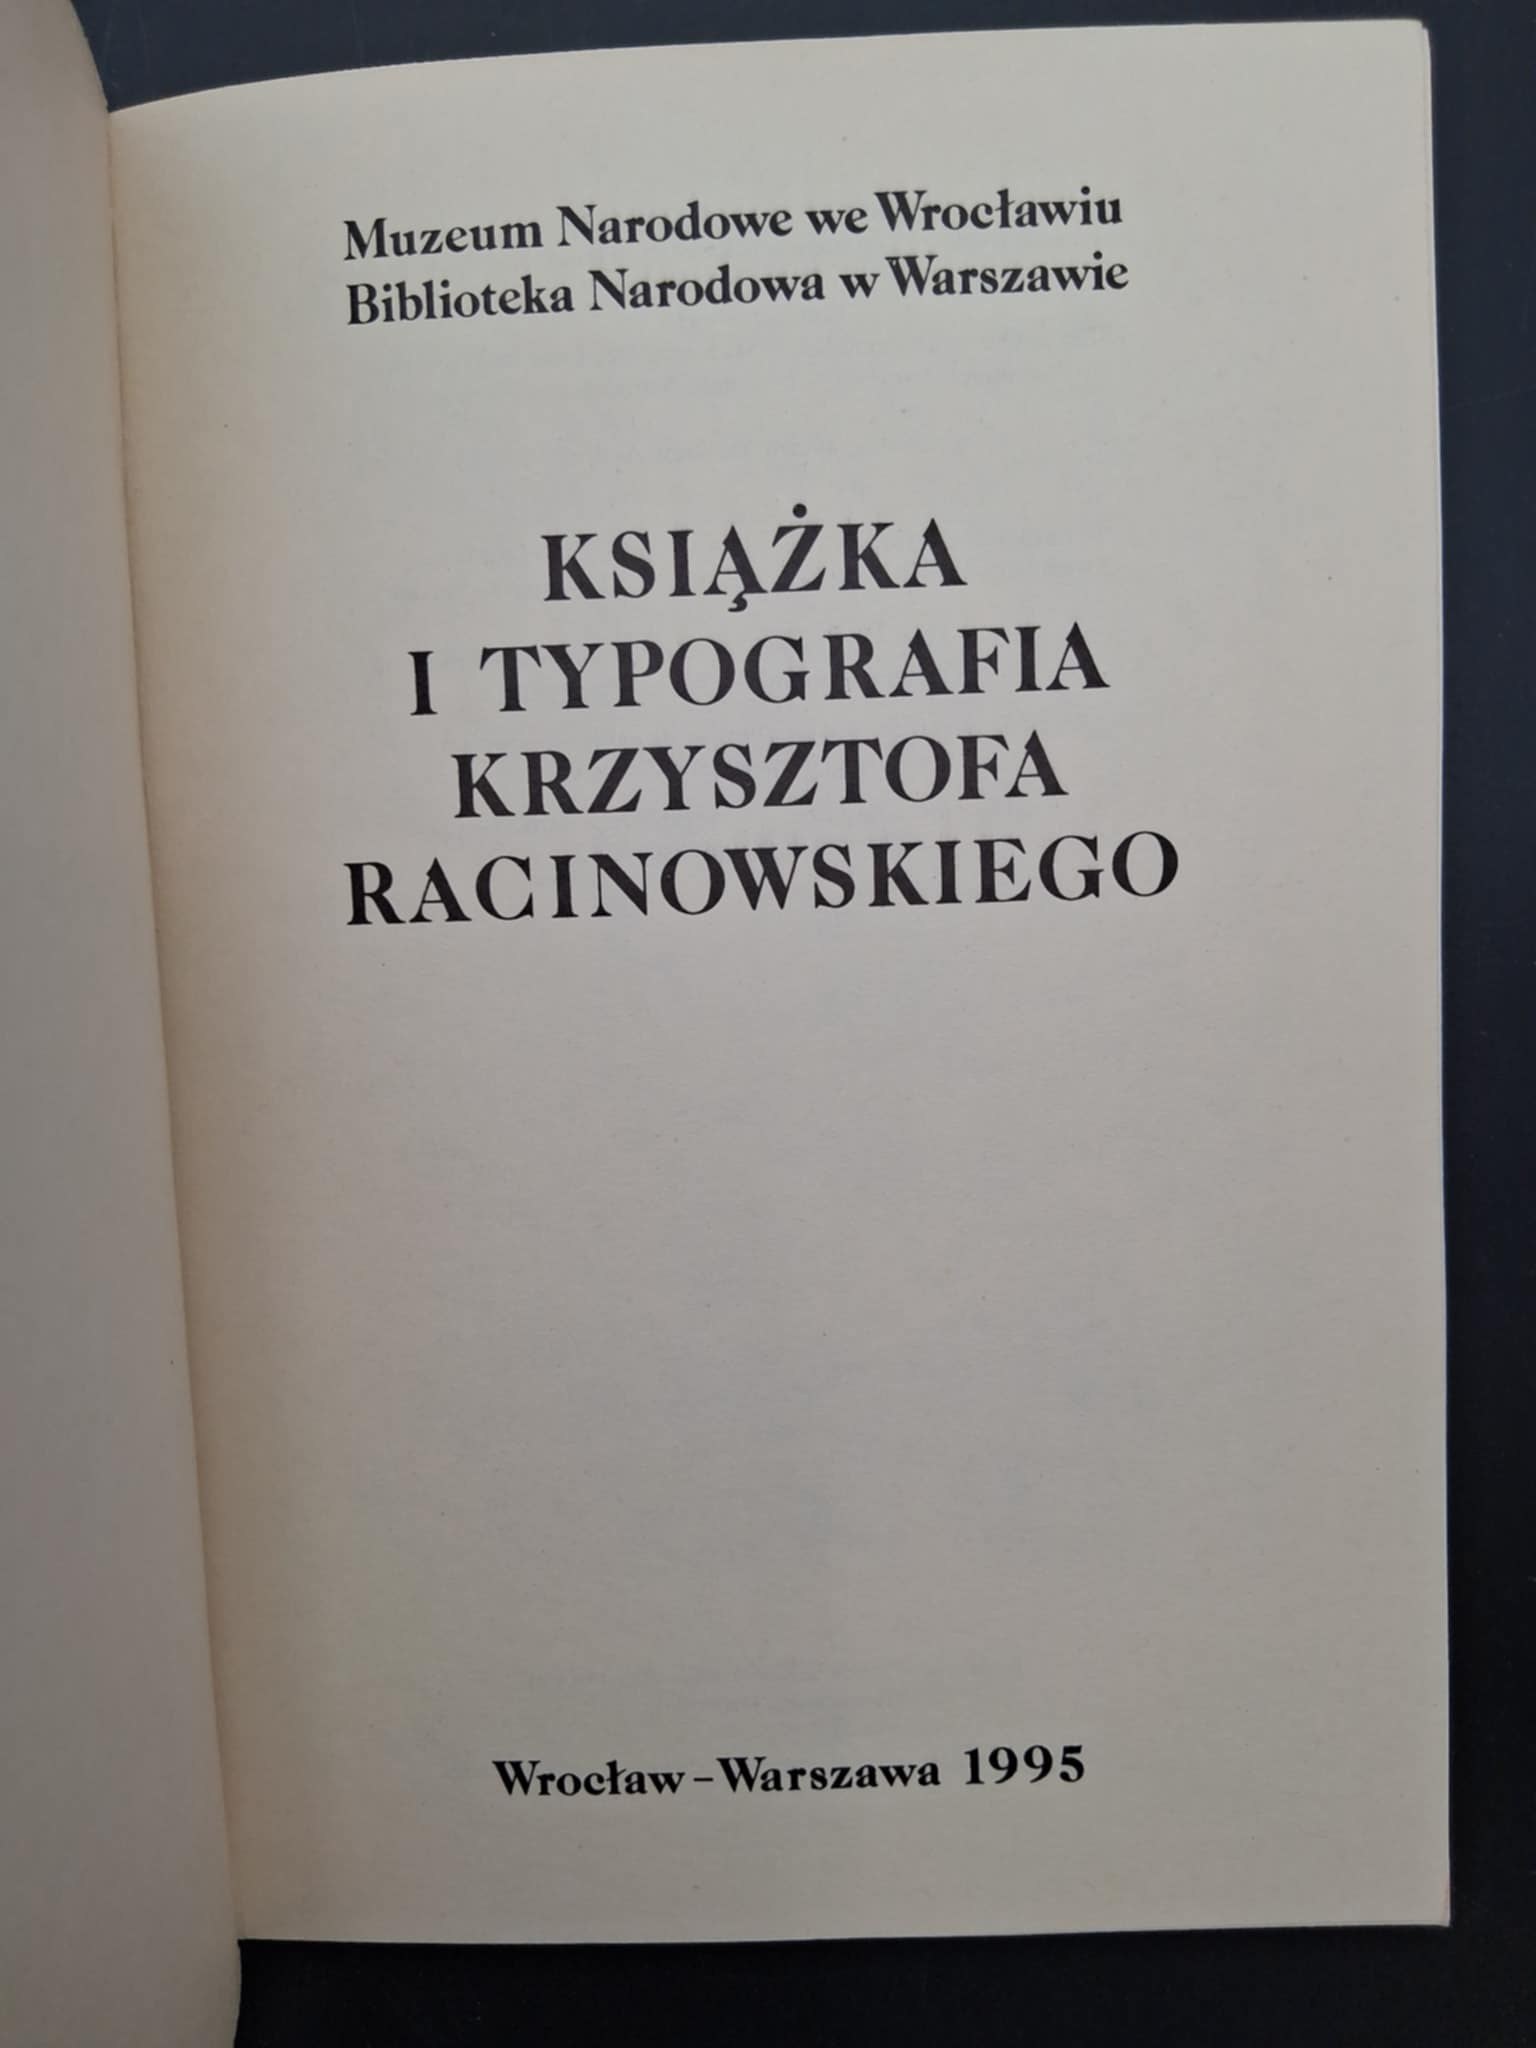 Muzeum Narodowe we Wrocławiu
Biblioteka Narodowa w Warszawie
KSIĄŻKA
I TYPOGRAFIA
KRZYSZTOFA
RACINOWSKIEGO
Wrocław – Warszawa 1995